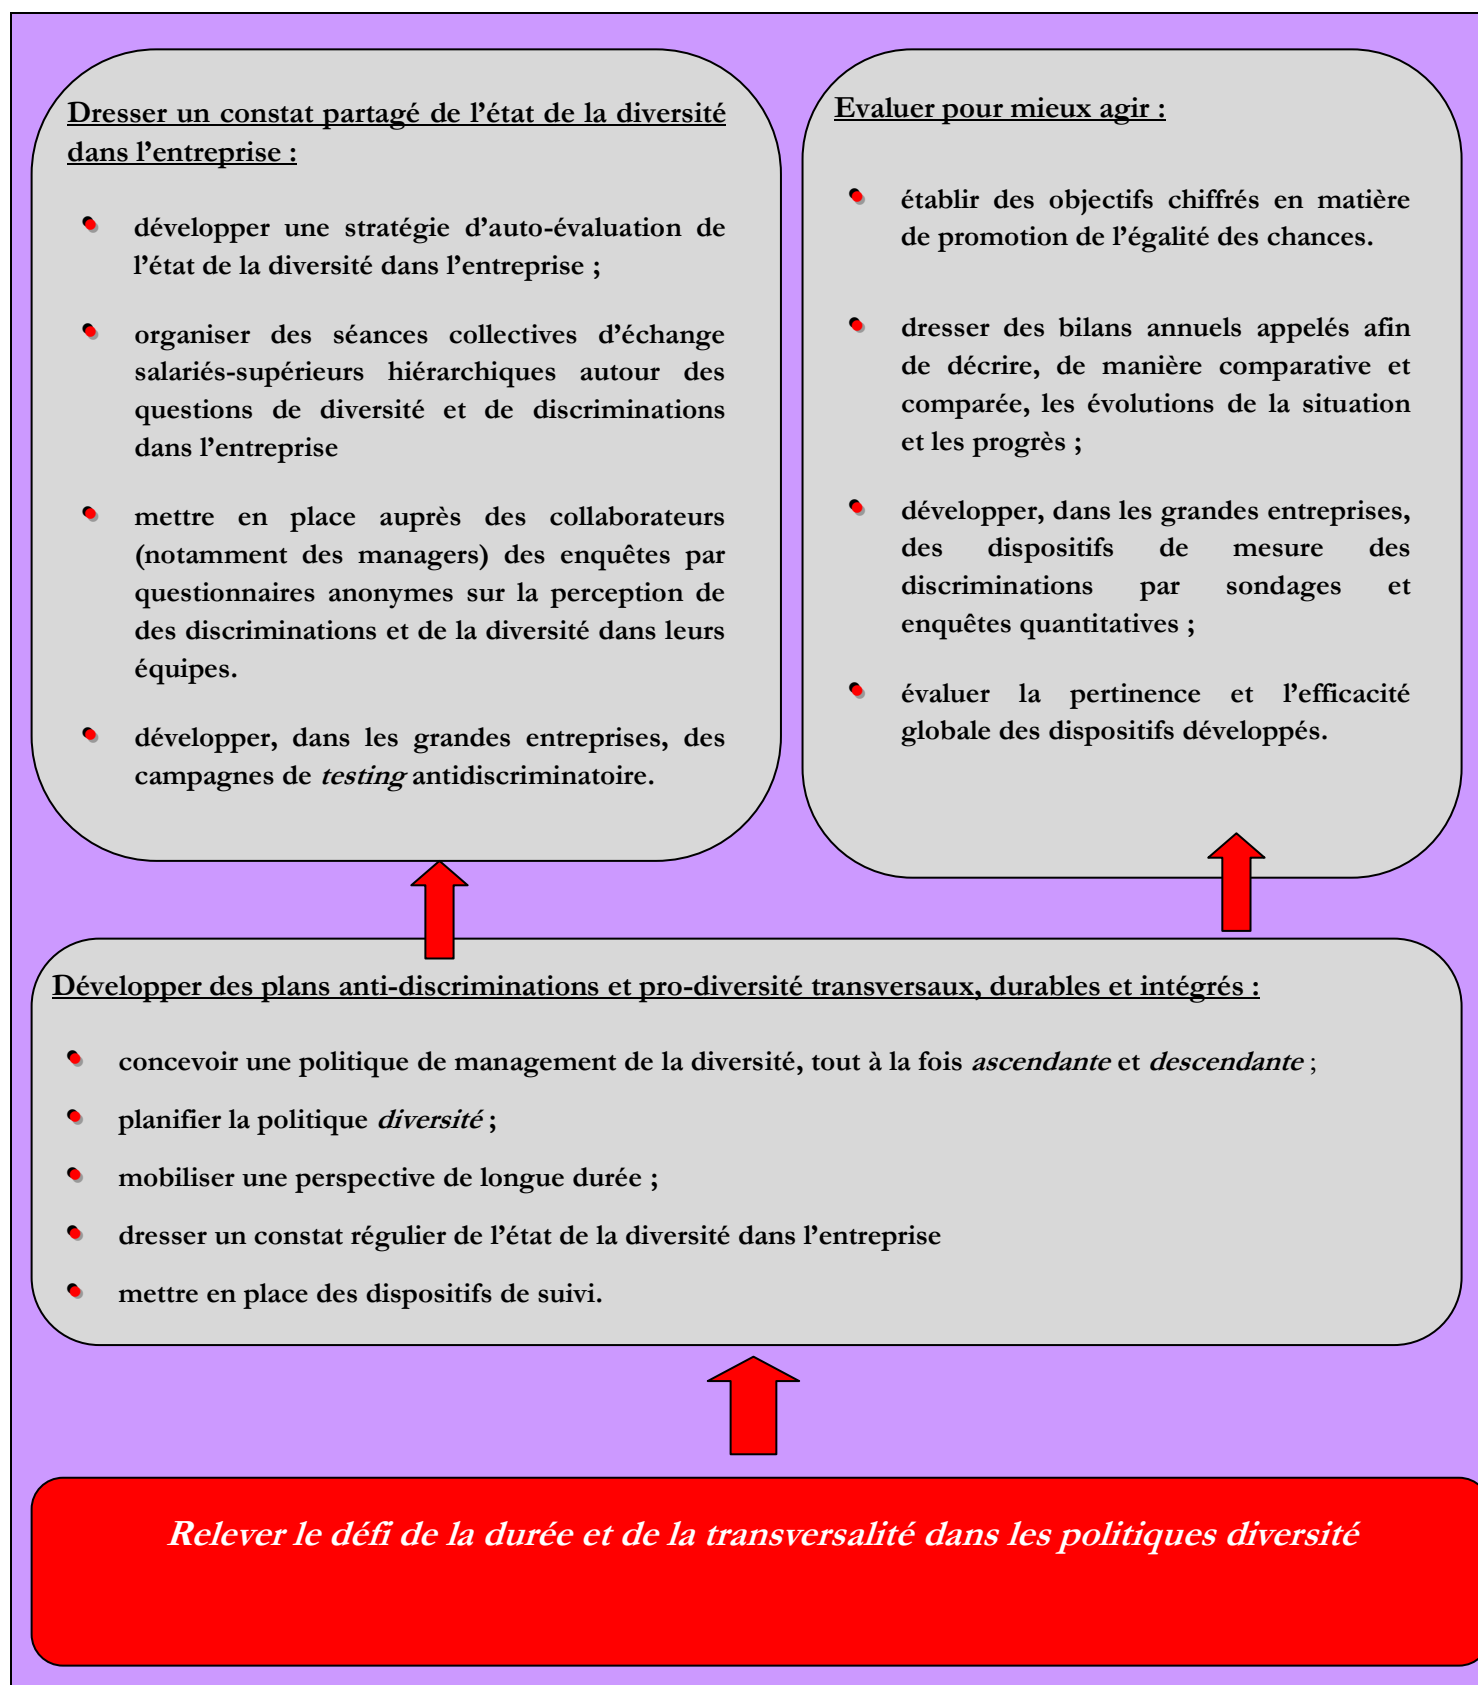 Dresser un constat partagé de l’état de la diversité
dans l’entreprise :
développer une stratégie d’auto-évaluation de
l’état de la diversité dans l’entreprise ;
organiser des séances collectives d’échange
salariés-supérieurs hiérarchiques autour des
questions de diversité et de discriminations
dans l’entreprise
mettre en place auprès des collaborateurs
(notamment des managers) des enquêtes par
questionnaires anonymes sur la perception de
des discriminations et de la diversité dans leurs
équipes.
développer, dans les grandes entreprises, des
campagnes de testing antidiscriminatoire.
Evaluer pour mieux agir :
établir des objectifs chiffrés en matière
de promotion de l’égalité des chances.
dresser des bilans annuels appelés afin
de décrire, de manière comparative et
comparée, les évolutions de la situation
et les progrès ;
développer, dans les grandes entreprises,
des dispositifs de mesure des
discriminations par sondages et
enquêtes quantitatives ;
évaluer la pertinence et l’efficacité
globale des dispositifs développés.
Développer des plans anti-discriminations et pro-diversité transversaux, durables et intégrés :
concevoir une politique de management de la diversité, tout à la fois ascendante et descendante ;
planifier la politique diversité ;
mobiliser une perspective de longue durée ;
dresser un constat régulier de l’état de la diversité dans l’entreprise
mettre en place des dispositifs de suivi.
Relever le défi de la durée et de la transversalité dans les politiques diversité